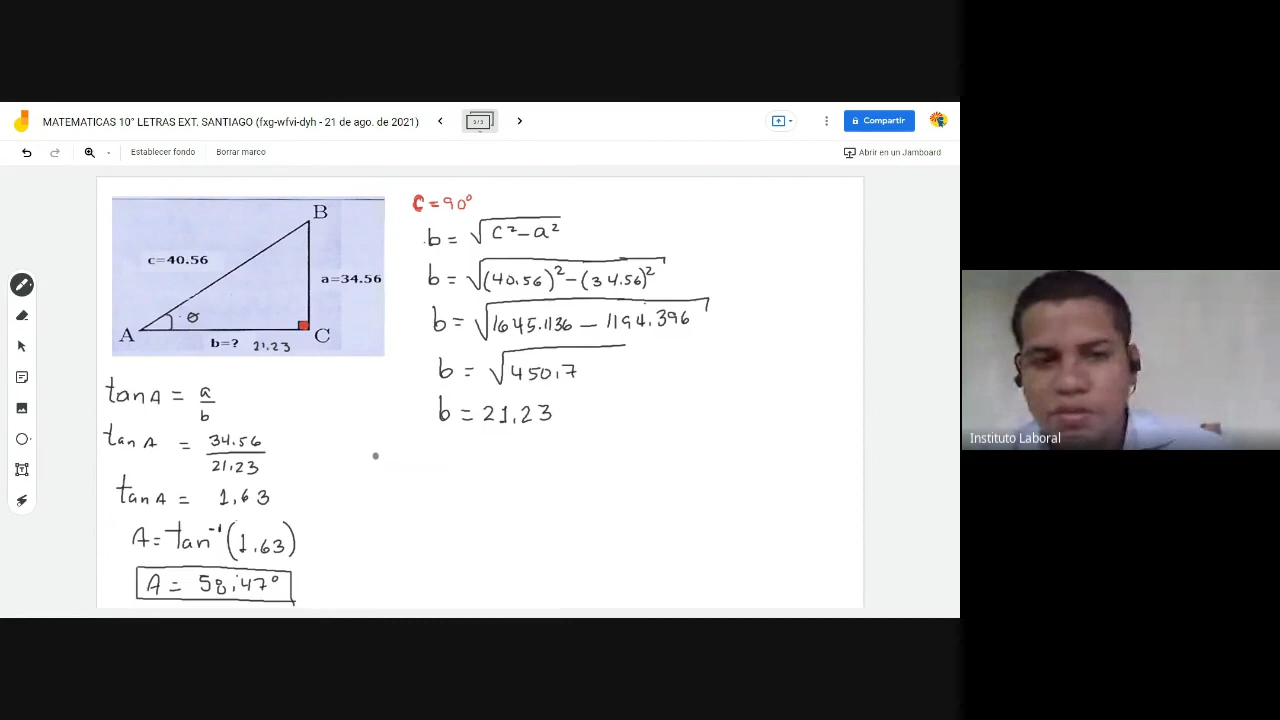 MATEMATICAS 10° LETRAS EXT. SANTIAGO (fxg-wfvi-dyh - 21 de ago. de 2021)
3/3
Compartir
Establecer fondo
Borrar marco
Abrir en un Jamboard
B
c=40.56
a=34.56
θ
A
C
b=? 21.23
tan A = a/b
tan A = 34.56/21.23
tan A = 1.63
A = tan⁻¹(1.63)
A = 58.47°
C = 90°
b = √c² - a²
b = √(40.56)² - (34.56)²
b = √1645.1136 - 1194.396
b = √450.7
b = 21.23
Instituto Laboral